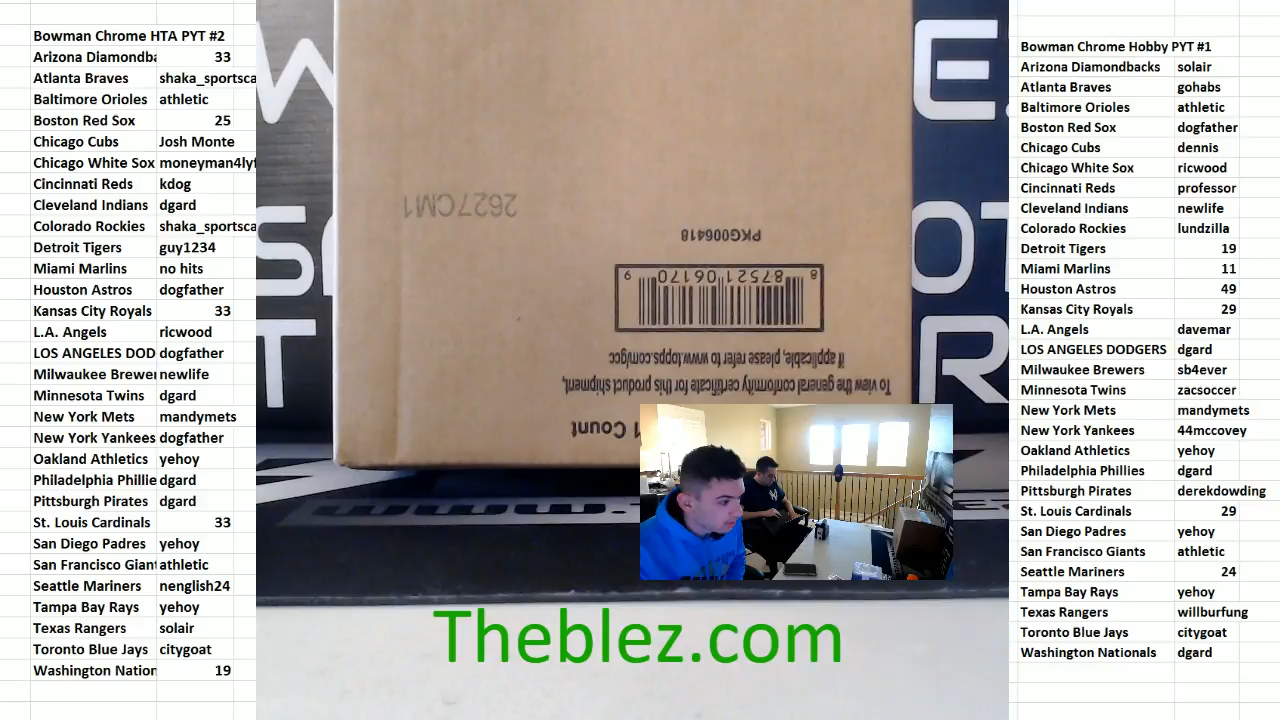 Bowman Chrome HTA PYT #2
Arizona Diamondba 33
Atlanta Braves shaka_sportsca
Baltimore Orioles athletic
Boston Red Sox 25
Chicago Cubs Josh Monte
Chicago White Sox moneyman4lyf
Cincinnati Reds kdog
Cleveland Indians dgard
Colorado Rockies shaka_sportsca
Detroit Tigers guy1234
Miami Marlins no hits
Houston Astros dogfather
Kansas City Royals 33
L.A. Angels ricwood
LOS ANGELES DOD dogfather
Milwaukee Brewer newlife
Minnesota Twins dgard
New York Mets mandymets
New York Yankees dogfather
Oakland Athletics yehoy
Philadelphia Phillie dgard
Pittsburgh Pirates dgard
St. Louis Cardinals 33
San Diego Padres yehoy
San Francisco Giant athletic
Seattle Mariners nenglish24
Tampa Bay Rays yehoy
Texas Rangers solair
Toronto Blue Jays citygoat
Washington Nation 19
2627CM1
PKG006418
8 87521 06170 9
If applicable, please refer to www.topps.com/gcc
To view the general conformity certificate for this product shipment,
1 Count
Theblez.com
Bowman Chrome Hobby PYT #1
Arizona Diamondbacks solair
Atlanta Braves gohabs
Baltimore Orioles athletic
Boston Red Sox dogfather
Chicago Cubs dennis
Chicago White Sox ricwood
Cincinnati Reds professor
Cleveland Indians newlife
Colorado Rockies lundzilla
Detroit Tigers 19
Miami Marlins 11
Houston Astros 49
Kansas City Royals 29
L.A. Angels davemar
LOS ANGELES DODGERS dgard
Milwaukee Brewers sb4ever
Minnesota Twins zacsoccer
New York Mets mandymets
New York Yankees 44mccovey
Oakland Athletics yehoy
Philadelphia Phillies dgard
Pittsburgh Pirates derekdowding
St. Louis Cardinals 29
San Diego Padres yehoy
San Francisco Giants athletic
Seattle Mariners 24
Tampa Bay Rays yehoy
Texas Rangers willburfung
Toronto Blue Jays citygoat
Washington Nationals dgard